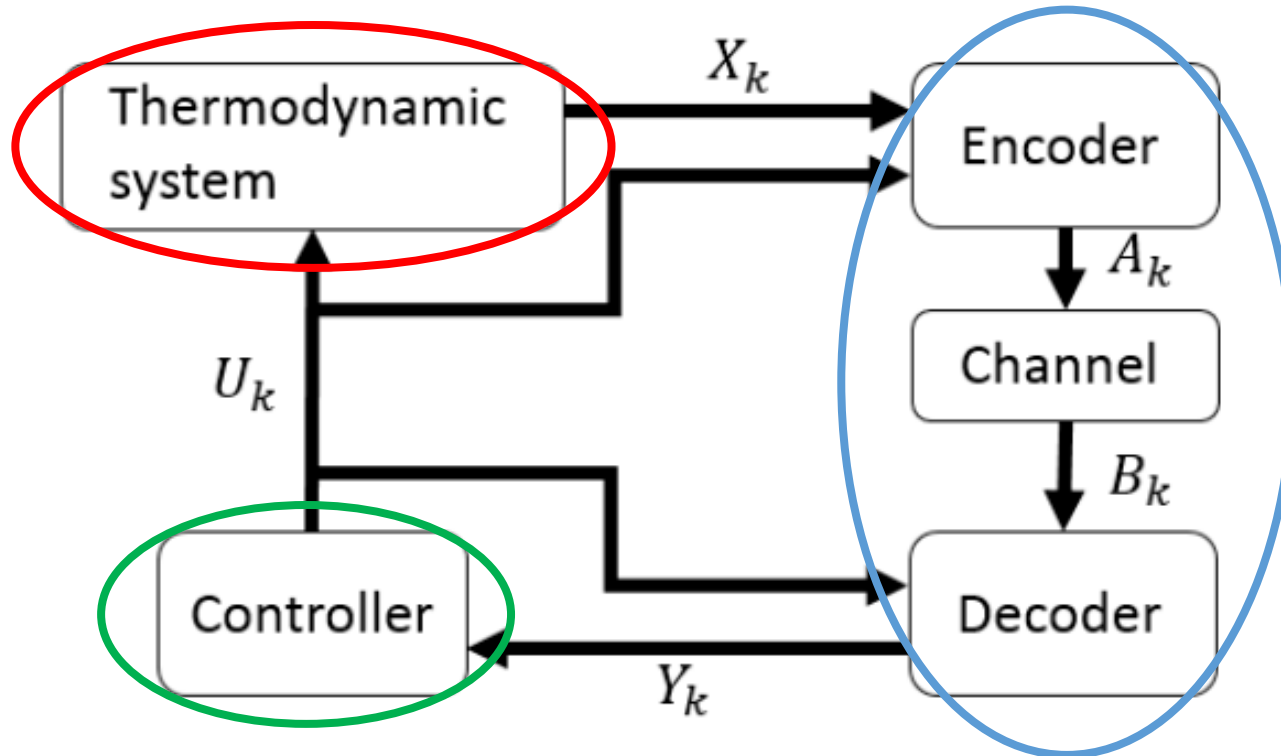 Thermodynamic
system
X_k
Encoder
A_k
U_k
Channel
B_k
Controller
Decoder
Y_k